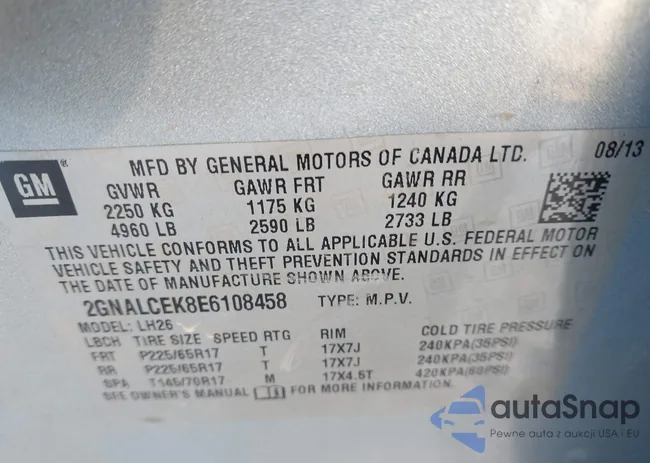 GM
MFD BY GENERAL MOTORS OF CANADA LTD. 08/13
GVWR GAWR FRT GAWR RR
2250 KG 1175 KG 1240 KG
4960 LB 2590 LB 2733 LB
THIS VEHICLE CONFORMS TO ALL APPLICABLE U.S. FEDERAL MOTOR
VEHICLE SAFETY AND THEFT PREVENTION STANDARDS IN EFFECT ON
THE DATE OF MANUFACTURE SHOWN ABOVE.
2GNALCEK8E6108458 TYPE: M.P.V.
MODEL: LH26
LBCH TIRE SIZE SPEED RTG RIM COLD TIRE PRESSURE
FRT P225/65R17 T 17X7J 240KPA(35PSI)
RR P225/65R17 T 17X7J 240KPA(35PSI)
SPA T145/70R17 M 17X4.5T 420KPA(60PSI)
SEE OWNER'S MANUAL FOR MORE INFORMATION.
autaSnap
Pewne auta z aukcji USA i EU